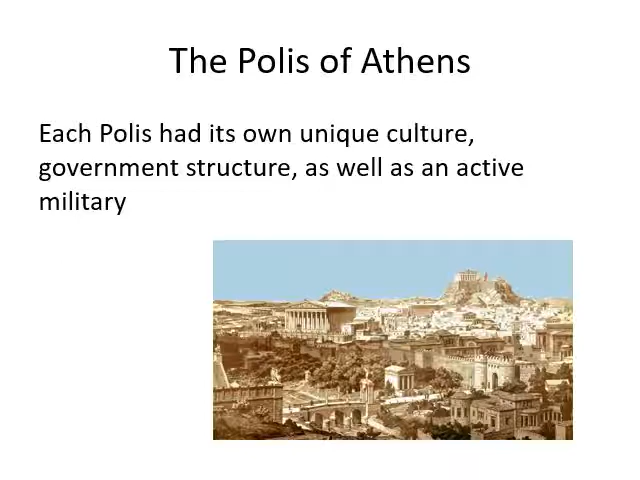 The Polis of Athens
Each Polis had its own unique culture,
government structure, as well as an active
military